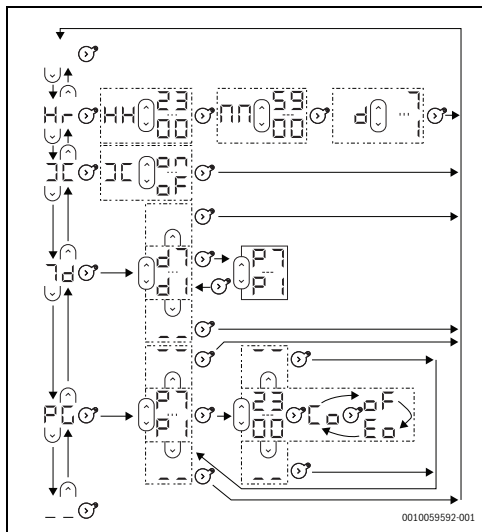 Hr HH 23 ... 00 nn 59 ... 00 d ... 7 1
JC JC on ... oF
7d d7 ... d1 P7 ... P1
_ _
_ _
PG P7 ... P1 23 ... 00 Co oF Eo
_ _ _ _
_ _
0010059592-001